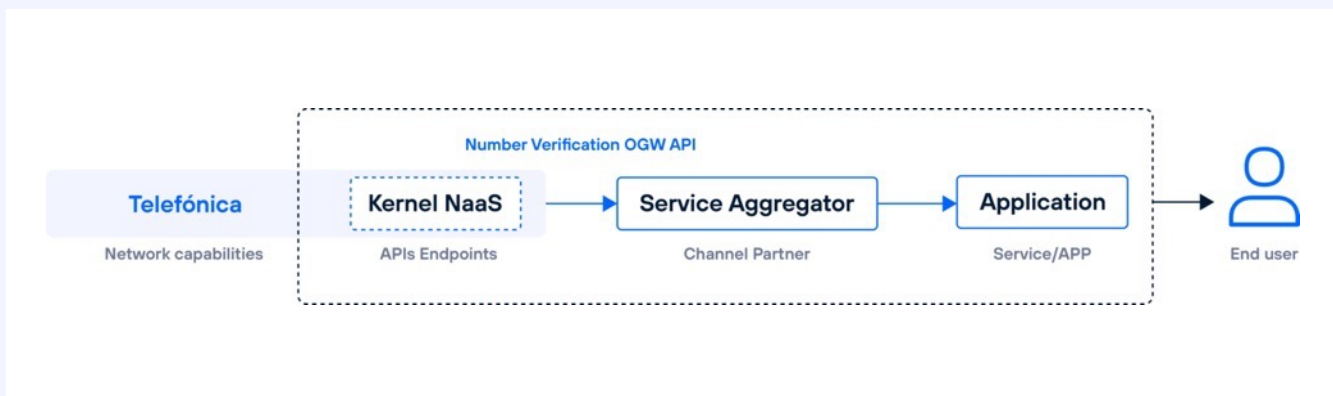 Number Verification OGW API
Telefónica
Kernel NaaS
Service Aggregator
Application
Network capabilities
APIs Endpoints
Channel Partner
Service/APP
End user